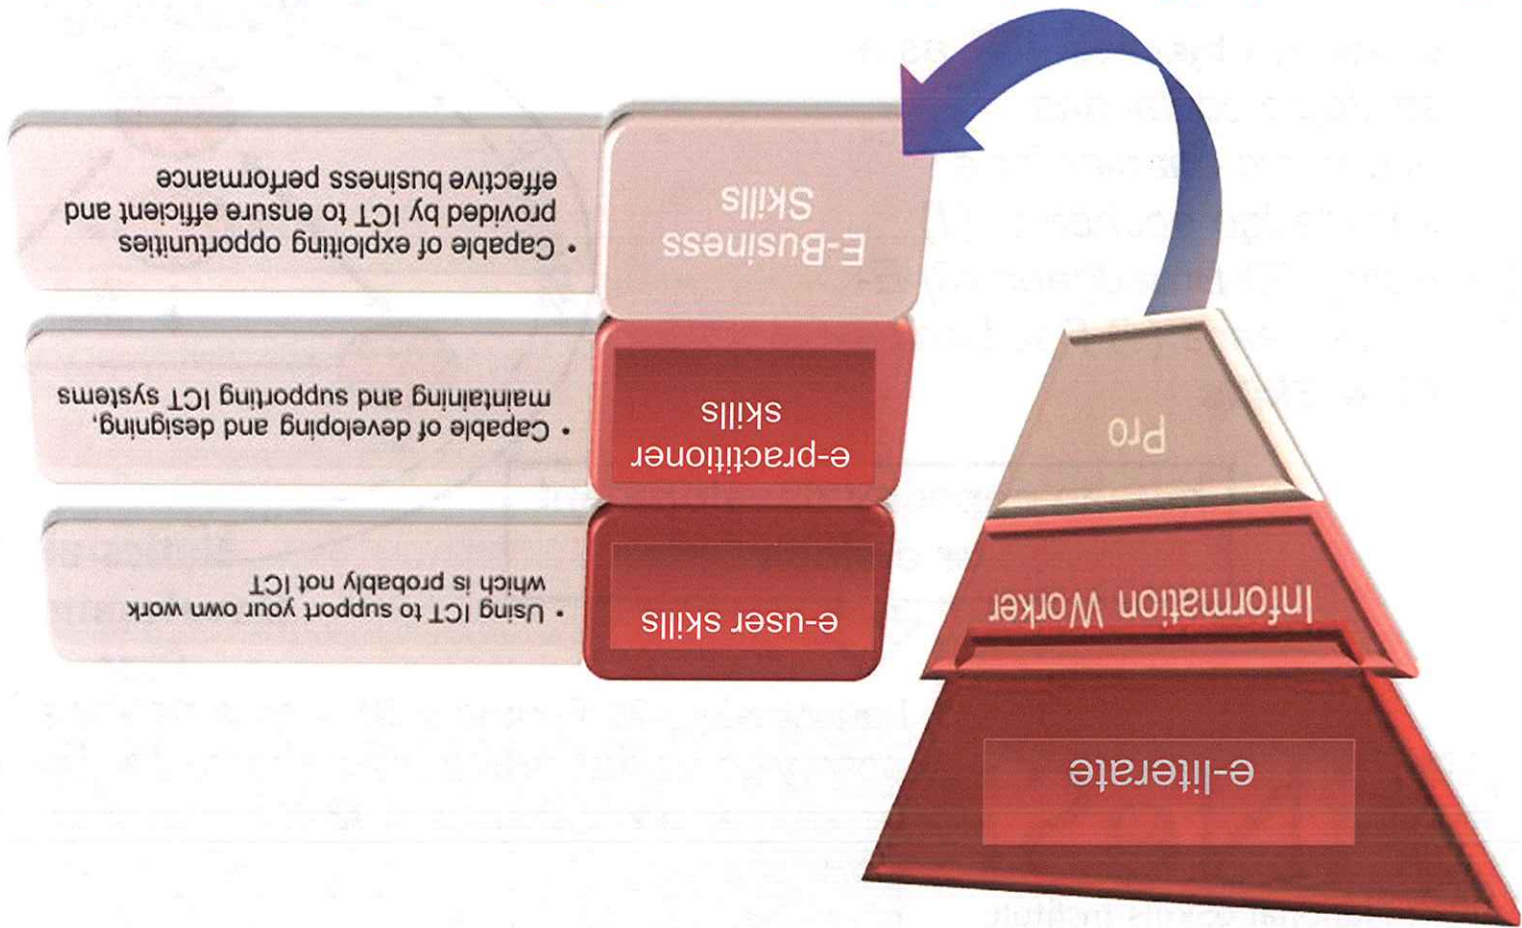 e-literate
Information Worker
Pro
e-user skills
• Using ICT to support your own work
which is probably not ICT
e-practitioner
skills
• Capable of developing and designing,
maintaining and supporting ICT systems
E-Business
Skills
• Capable of exploiting opportunities
provided by ICT to ensure efficient and
effective business performance